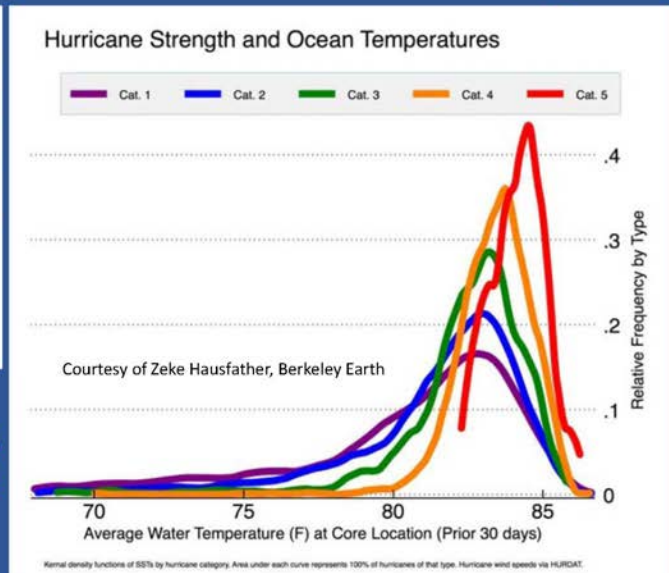 Hurricane Strength and Ocean Temperatures
Cat. 1 Cat. 2 Cat. 3 Cat. 4 Cat. 5
.4
.3
.2
.1
0
Relative Frequency by Type
Courtesy of Zeke Hausfather, Berkeley Earth
70 75 80 85
Average Water Temperature (F) at Core Location (Prior 30 days)
Kernal density functions of SSTs by hurricane category. Area under each curve represents 100% of hurricanes of that type. Hurricane wind speeds via HURDAT.